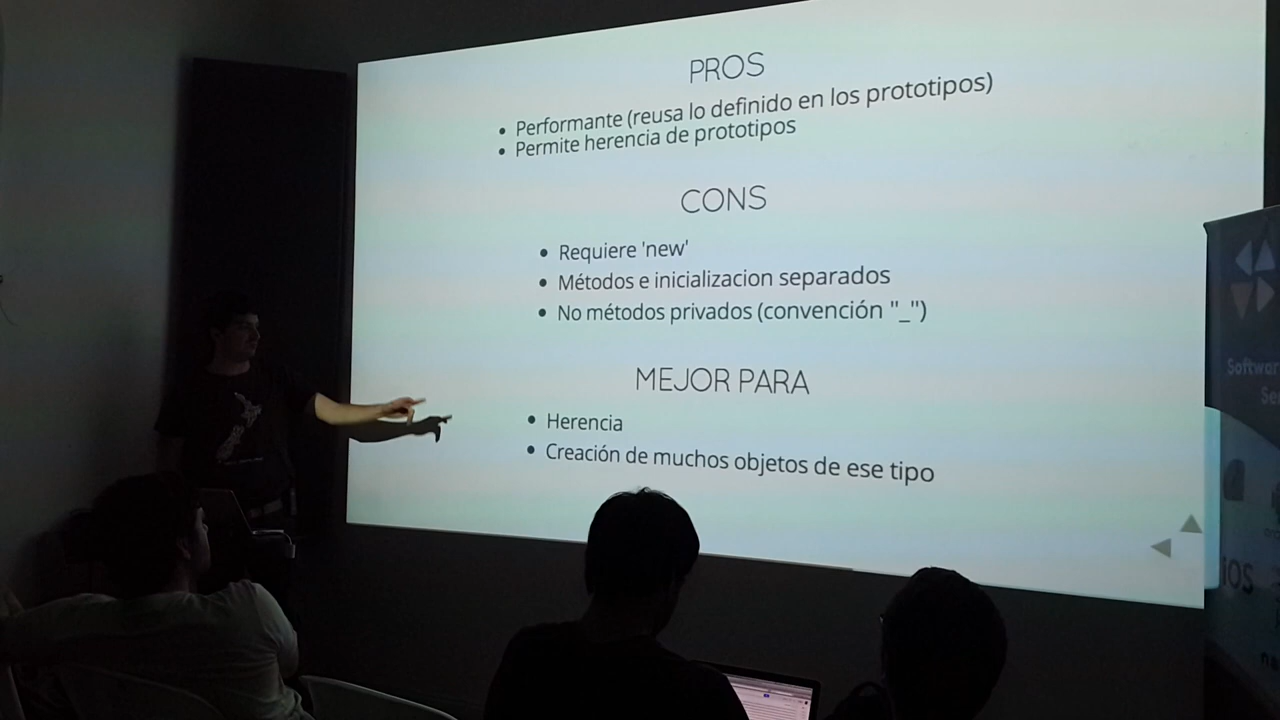 PROS
• Performante (reusa lo definido en los prototipos)
• Permite herencia de prototipos
CONS
• Requiere 'new'
• Métodos e inicializacion separados
• No métodos privados (convención "_")
MEJOR PARA
• Herencia
• Creación de muchos objetos de ese tipo
iOS